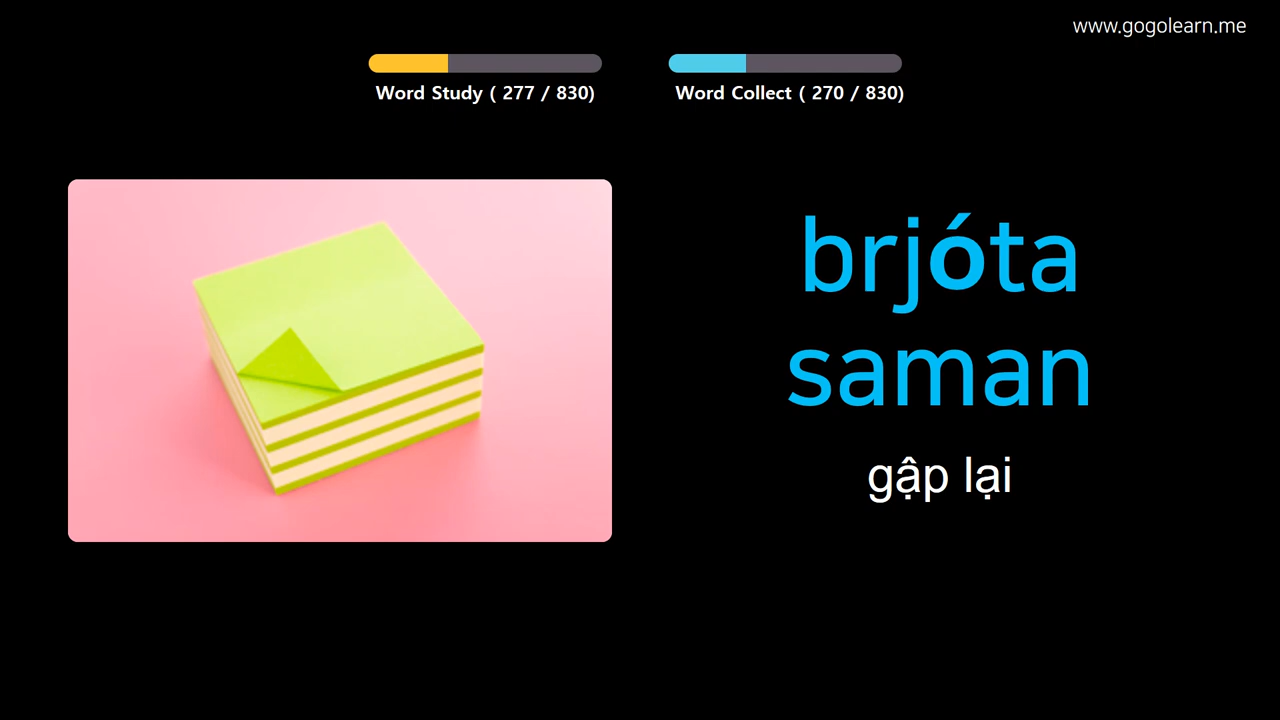 www.gogolearn.me
Word Study ( 277 / 830)
Word Collect ( 270 / 830)
brjóta
saman
gập lại